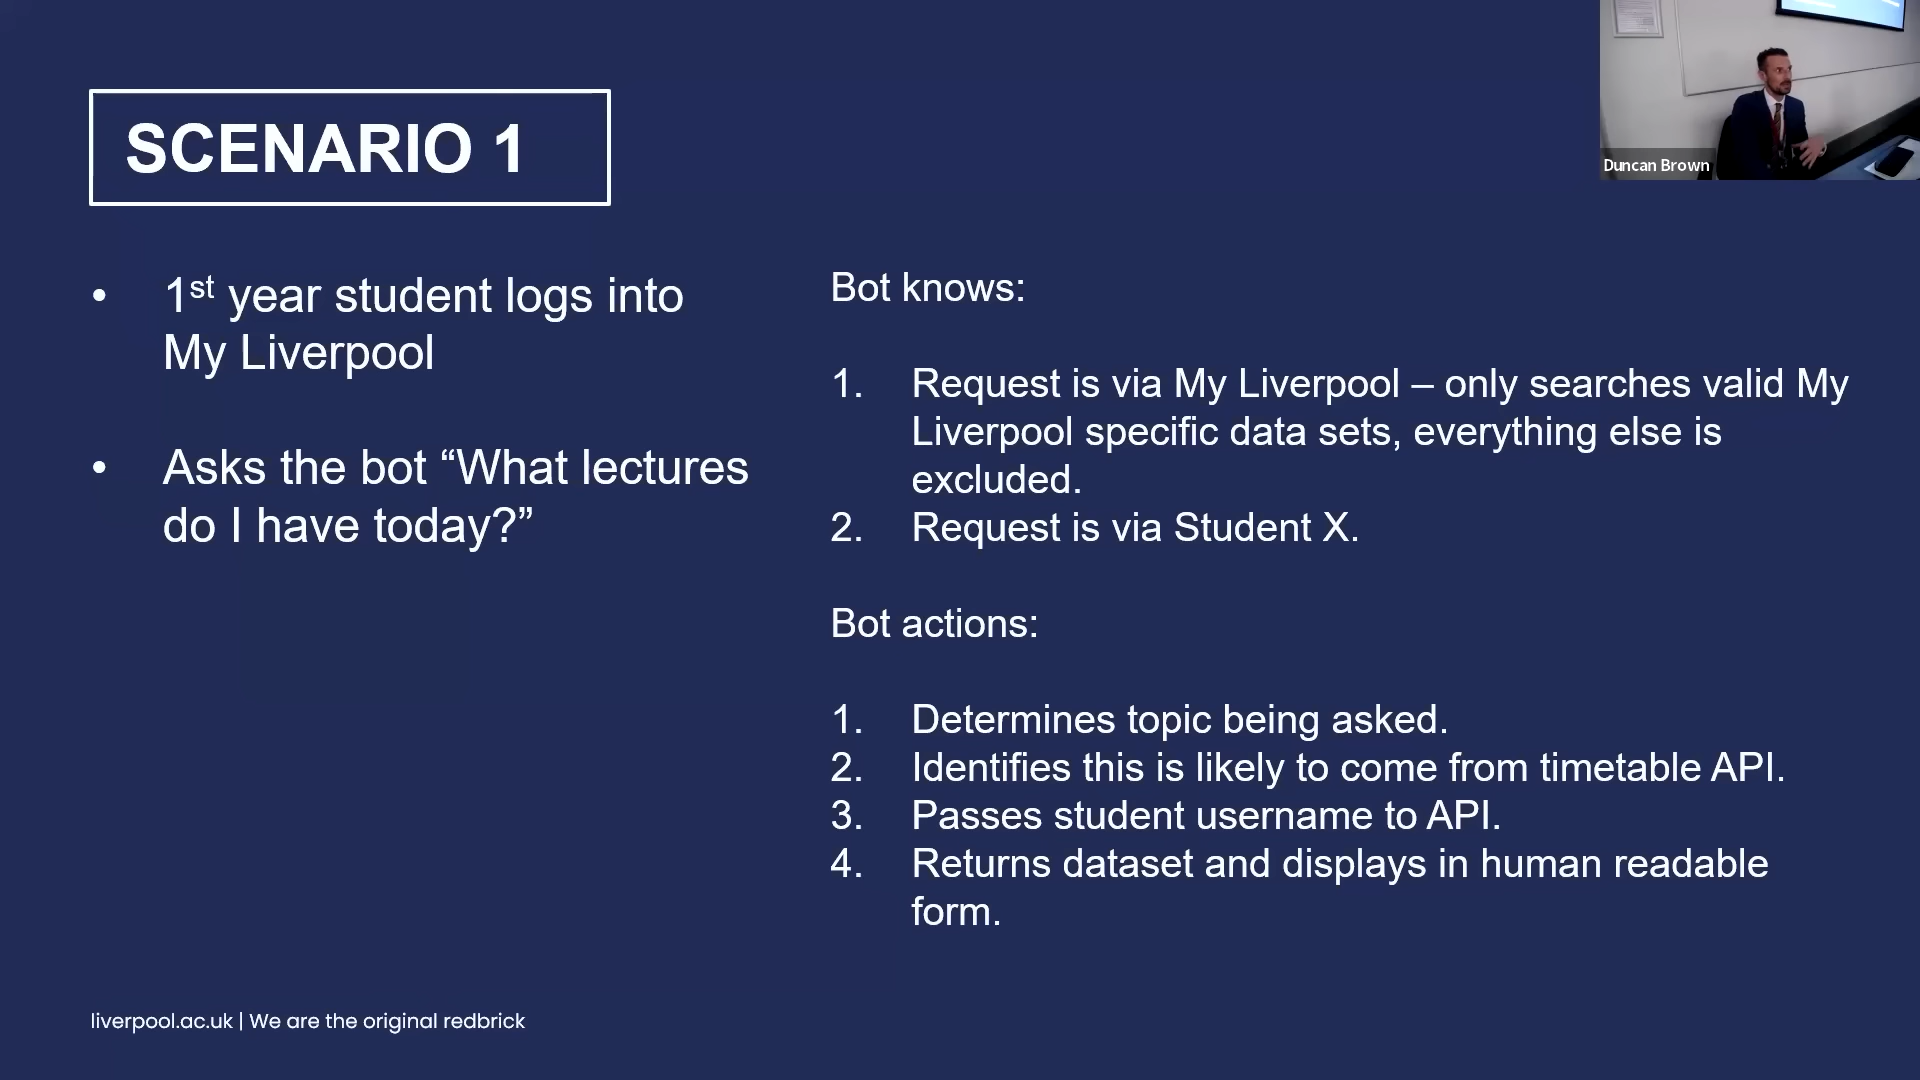 SCENARIO 1
• 1st year student logs into
My Liverpool
• Asks the bot “What lectures
do I have today?”
Bot knows:
1. Request is via My Liverpool – only searches valid My
Liverpool specific data sets, everything else is
excluded.
2. Request is via Student X.
Bot actions:
1. Determines topic being asked.
2. Identifies this is likely to come from timetable API.
3. Passes student username to API.
4. Returns dataset and displays in human readable
form.
liverpool.ac.uk | We are the original redbrick
Duncan Brown